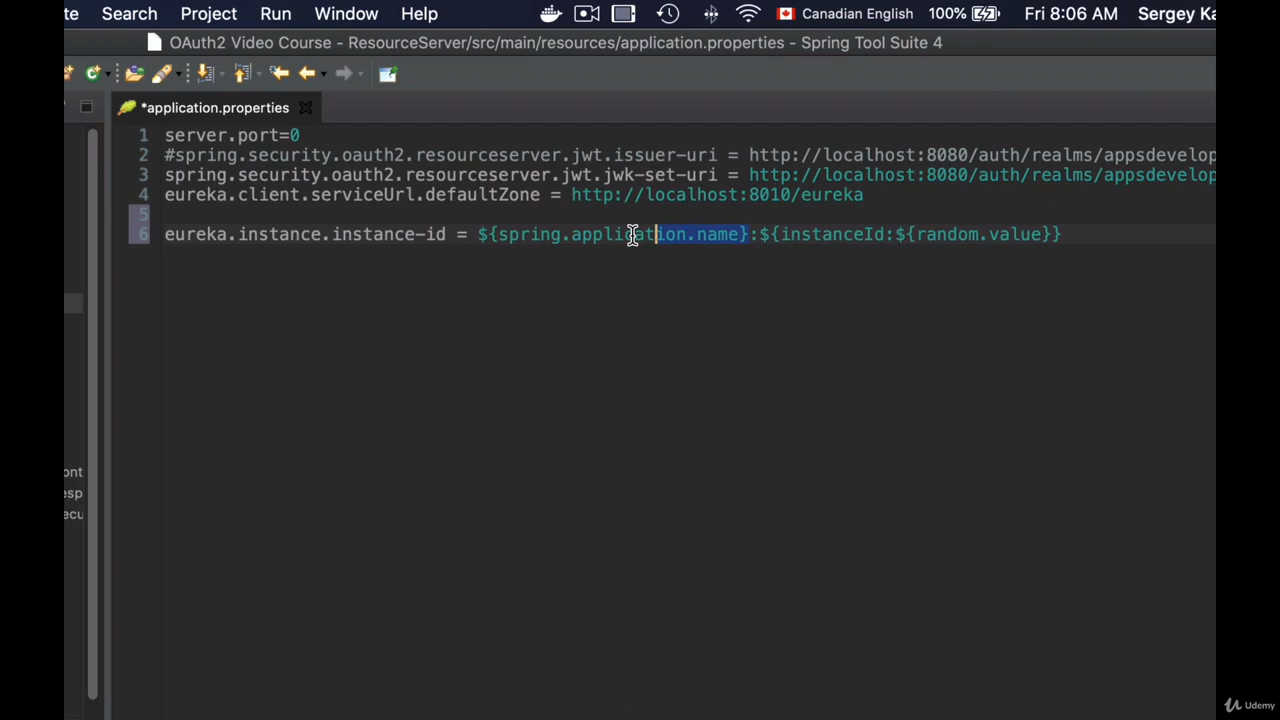 te Search Project Run Window Help Canadian English 100% Fri 8:06 AM Sergey Ka
OAuth2 Video Course - ResourceServer/src/main/resources/application.properties - Spring Tool Suite 4
*application.properties
1 server.port=0
2 #spring.security.oauth2.resourceserver.jwt.issuer-uri = http://localhost:8080/auth/realms/appsdevelop
3 spring.security.oauth2.resourceserver.jwt.jwk-set-uri = http://localhost:8080/auth/realms/appsdevelop
4 eureka.client.serviceUrl.defaultZone = http://localhost:8010/eureka
5
6 eureka.instance.instance-id = ${spring.application.name}:${instanceId:${random.value}}
ont
esp
ecu
Udemy